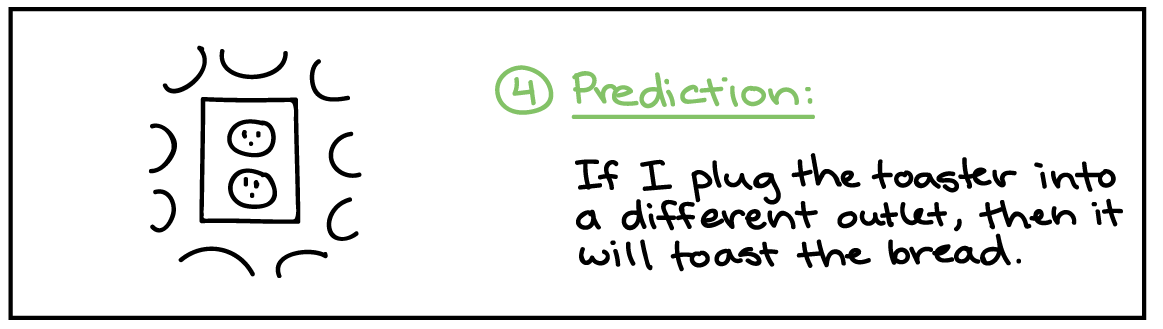 4 Prediction:
If I plug the toaster into
a different outlet, then it
will toast the bread.